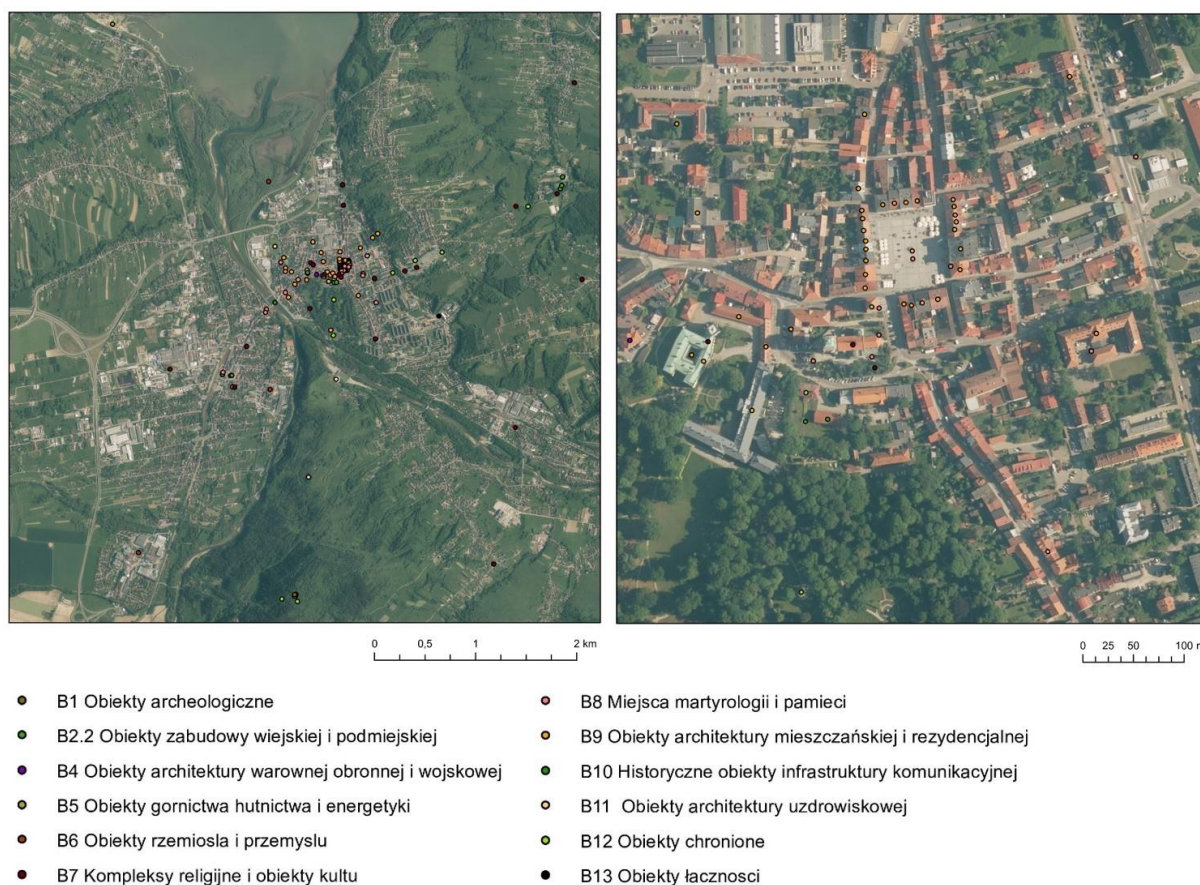 0 0,5 1 2 km
0 25 50 100 m
B1 Obiekty archeologiczne
B2.2 Obiekty zabudowy wiejskiej i podmiejskiej
B4 Obiekty architektury warownej obronnej i wojskowej
B5 Obiekty gornictwa hutnictwa i energetyki
B6 Obiekty rzemiosla i przemyslu
B7 Kompleksy religijne i obiekty kultu
B8 Miejsca martyrologii i pamieci
B9 Obiekty architektury mieszczańskiej i rezydencjalnej
B10 Historyczne obiekty infrastruktury komunikacyjnej
B11 Obiekty architektury uzdrowiskowej
B12 Obiekty chronione
B13 Obiekty łacznosci